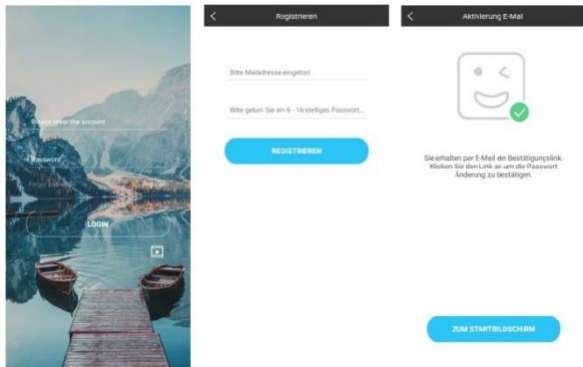 Please enter the account
Password
LOGIN
Registrieren
Bitte Mailadresse eingeben
Bitte geben Sie ein 6 - 16-stelliges Passwort...
REGISTRIEREN
Aktivierung E-Mail
Sie erhalten per E-Mail ein Bestätigungslink.
Klicken Sie den Link an um die Passwort
Änderung zu bestätigen.
ZUM STARTBILDSCHIRM